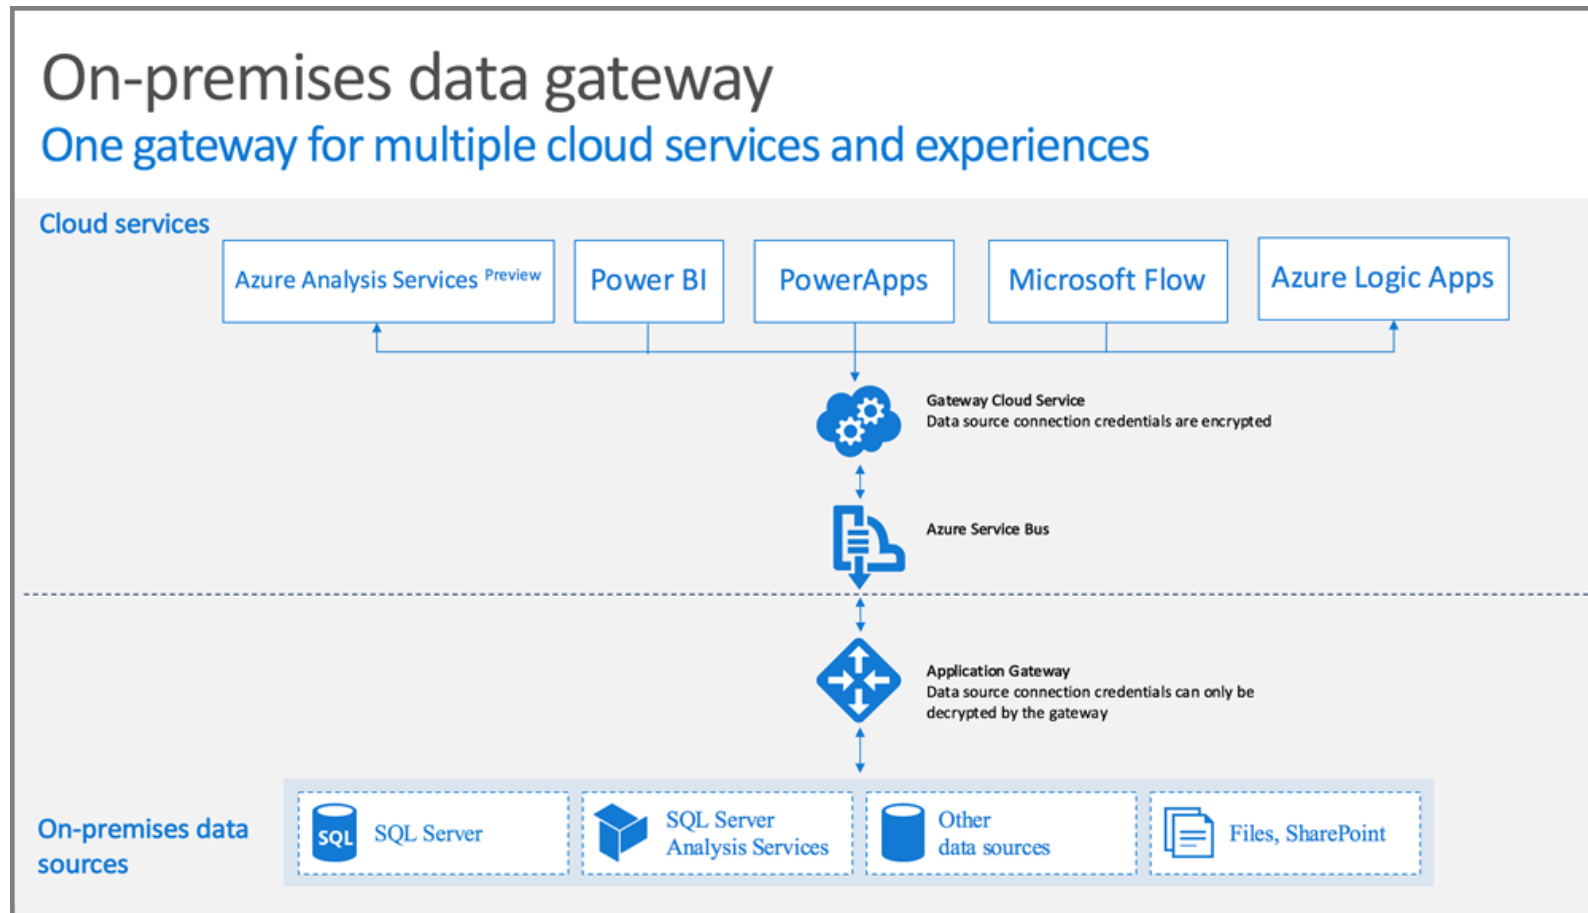 On-premises data gateway
One gateway for multiple cloud services and experiences
Cloud services
Azure Analysis Services Preview
Power BI
PowerApps
Microsoft Flow
Azure Logic Apps
Gateway Cloud Service
Data source connection credentials are encrypted
Azure Service Bus
Application Gateway
Data source connection credentials can only be
decrypted by the gateway
On-premises data
sources
SQL
SQL Server
SQL Server
Analysis Services
Other
data sources
Files, SharePoint